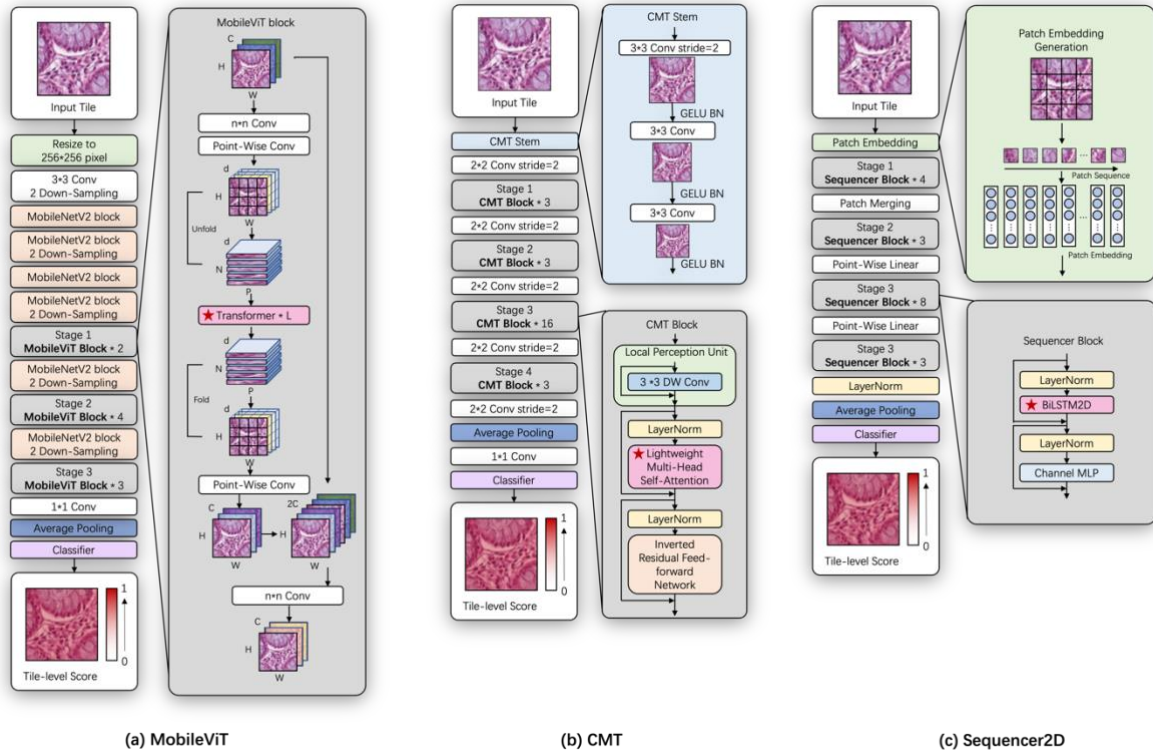 Input Tile
Resize to
256*256 pixel
3*3 Conv
2 Down-Sampling
MobileNetV2 block
MobileNetV2 block
2 Down-Sampling
MobileNetV2 block
MobileNetV2 block
2 Down-Sampling
Stage 1
MobileViT Block * 2
MobileNetV2 block
2 Down-Sampling
Stage 2
MobileViT Block * 4
MobileNetV2 block
2 Down-Sampling
Stage 3
MobileViT Block * 3
1*1 Conv
Average Pooling
Classifier
1
0
Tile-level Score
MobileViT block
C
H
W
n*n Conv
Point-Wise Conv
d
H
W
Unfold
d
N
P
Transformer * L
N
P
Fold
d
H
W
Point-Wise Conv
C
H
W
2C
H
W
n*n Conv
C
H
W
(a) MobileViT
Input Tile
CMT Stem
2*2 Conv stride=2
Stage 1
CMT Block * 3
2*2 Conv stride=2
Stage 2
CMT Block * 3
2*2 Conv stride=2
Stage 3
CMT Block * 16
2*2 Conv stride=2
Stage 4
CMT Block * 3
2*2 Conv stride=2
Average Pooling
1*1 Conv
Classifier
1
0
Tile-level Score
CMT Stem
3*3 Conv stride=2
GELU BN
3*3 Conv
GELU BN
3*3 Conv
GELU BN
CMT Block
Local Perception Unit
3 *3 DW Conv
LayerNorm
Lightweight
Multi-Head
Self-Attention
LayerNorm
Inverted
Residual Feed-
forward
Network
(b) CMT
Input Tile
Patch Embedding
Stage 1
Sequencer Block * 4
Patch Merging
Stage 2
Sequencer Block * 3
Point-Wise Linear
Stage 3
Sequencer Block * 8
Point-Wise Linear
Stage 3
Sequencer Block * 3
LayerNorm
Average Pooling
Classifier
1
0
Tile-level Score
Patch Embedding
Generation
...
Patch Sequence
...
Patch Embedding
Sequencer Block
LayerNorm
BiLSTM2D
LayerNorm
Channel MLP
(c) Sequencer2D